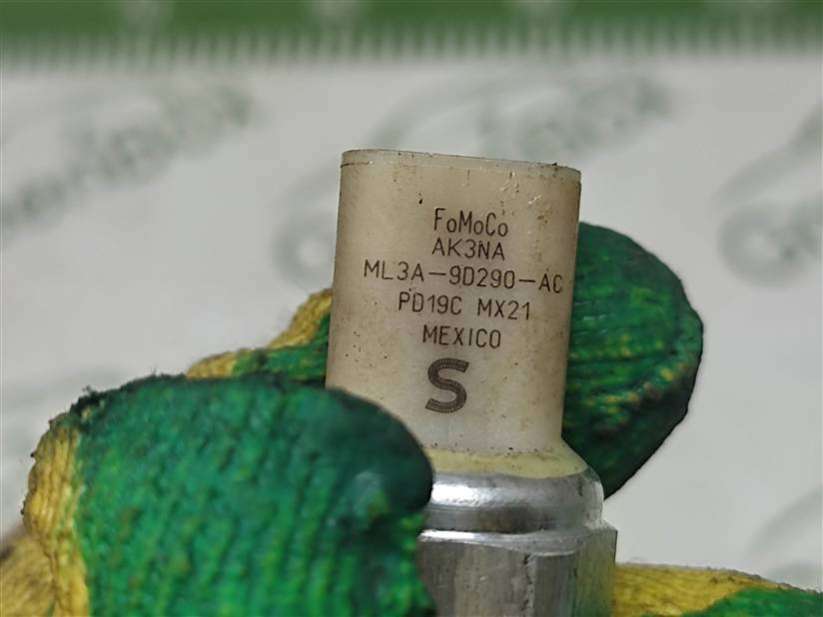 FoMoCo
AK3NA
ML3A-9D290-AC
PD19C MX21
MEXICO
S